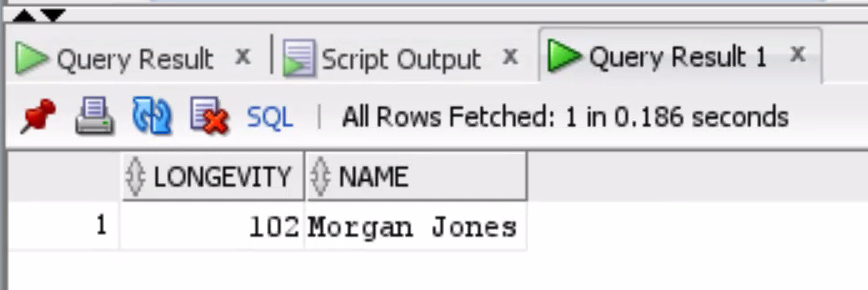 Query Result x Script Output x Query Result 1 x
SQL | All Rows Fetched: 1 in 0.186 seconds
LONGEVITY NAME
1 102 Morgan Jones